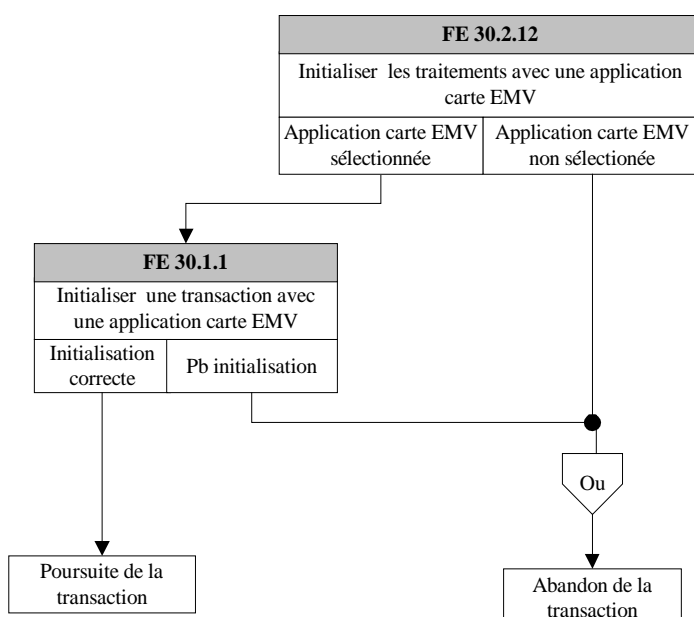 FE 30.2.12
Initialiser les traitements avec une application
carte EMV
Application carte EMV
sélectionnée
Application carte EMV
non sélectionée
FE 30.1.1
Initialiser une transaction avec
une application carte EMV
Initialisation
correcte
Pb initialisation
Ou
Poursuite de la
transaction
Abandon de la
transaction